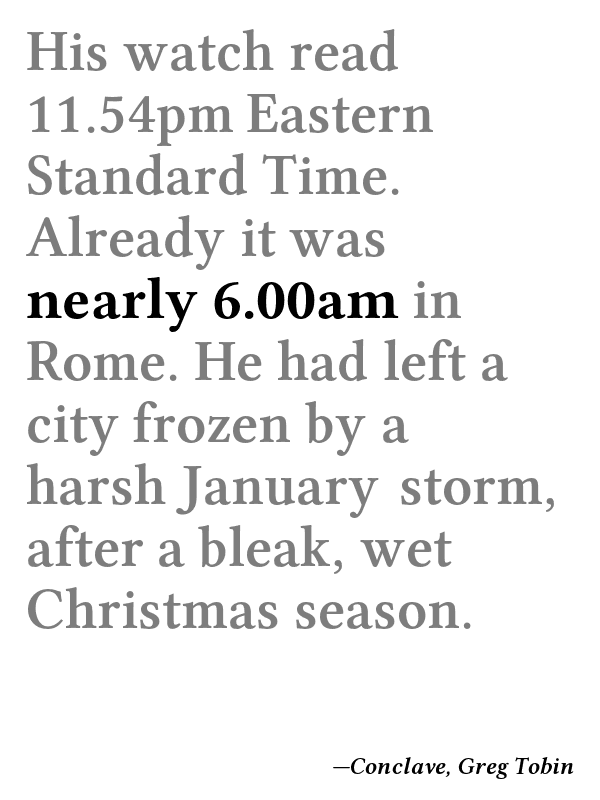 His watch read
11.54pm Eastern
Standard Time.
Already it was
nearly 6.00am in
Rome. He had left a
city frozen by a
harsh January storm,
after a bleak, wet
Christmas season.
—Conclave, Greg Tobin